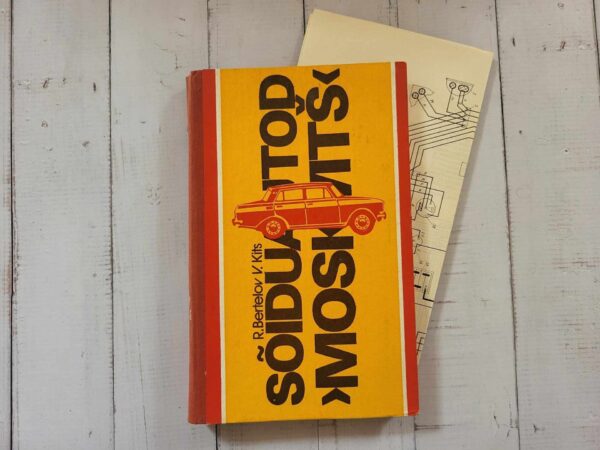 R. Bertelov V. Kits
SÕIDUAUTOD
›MOSKVITŠ‹